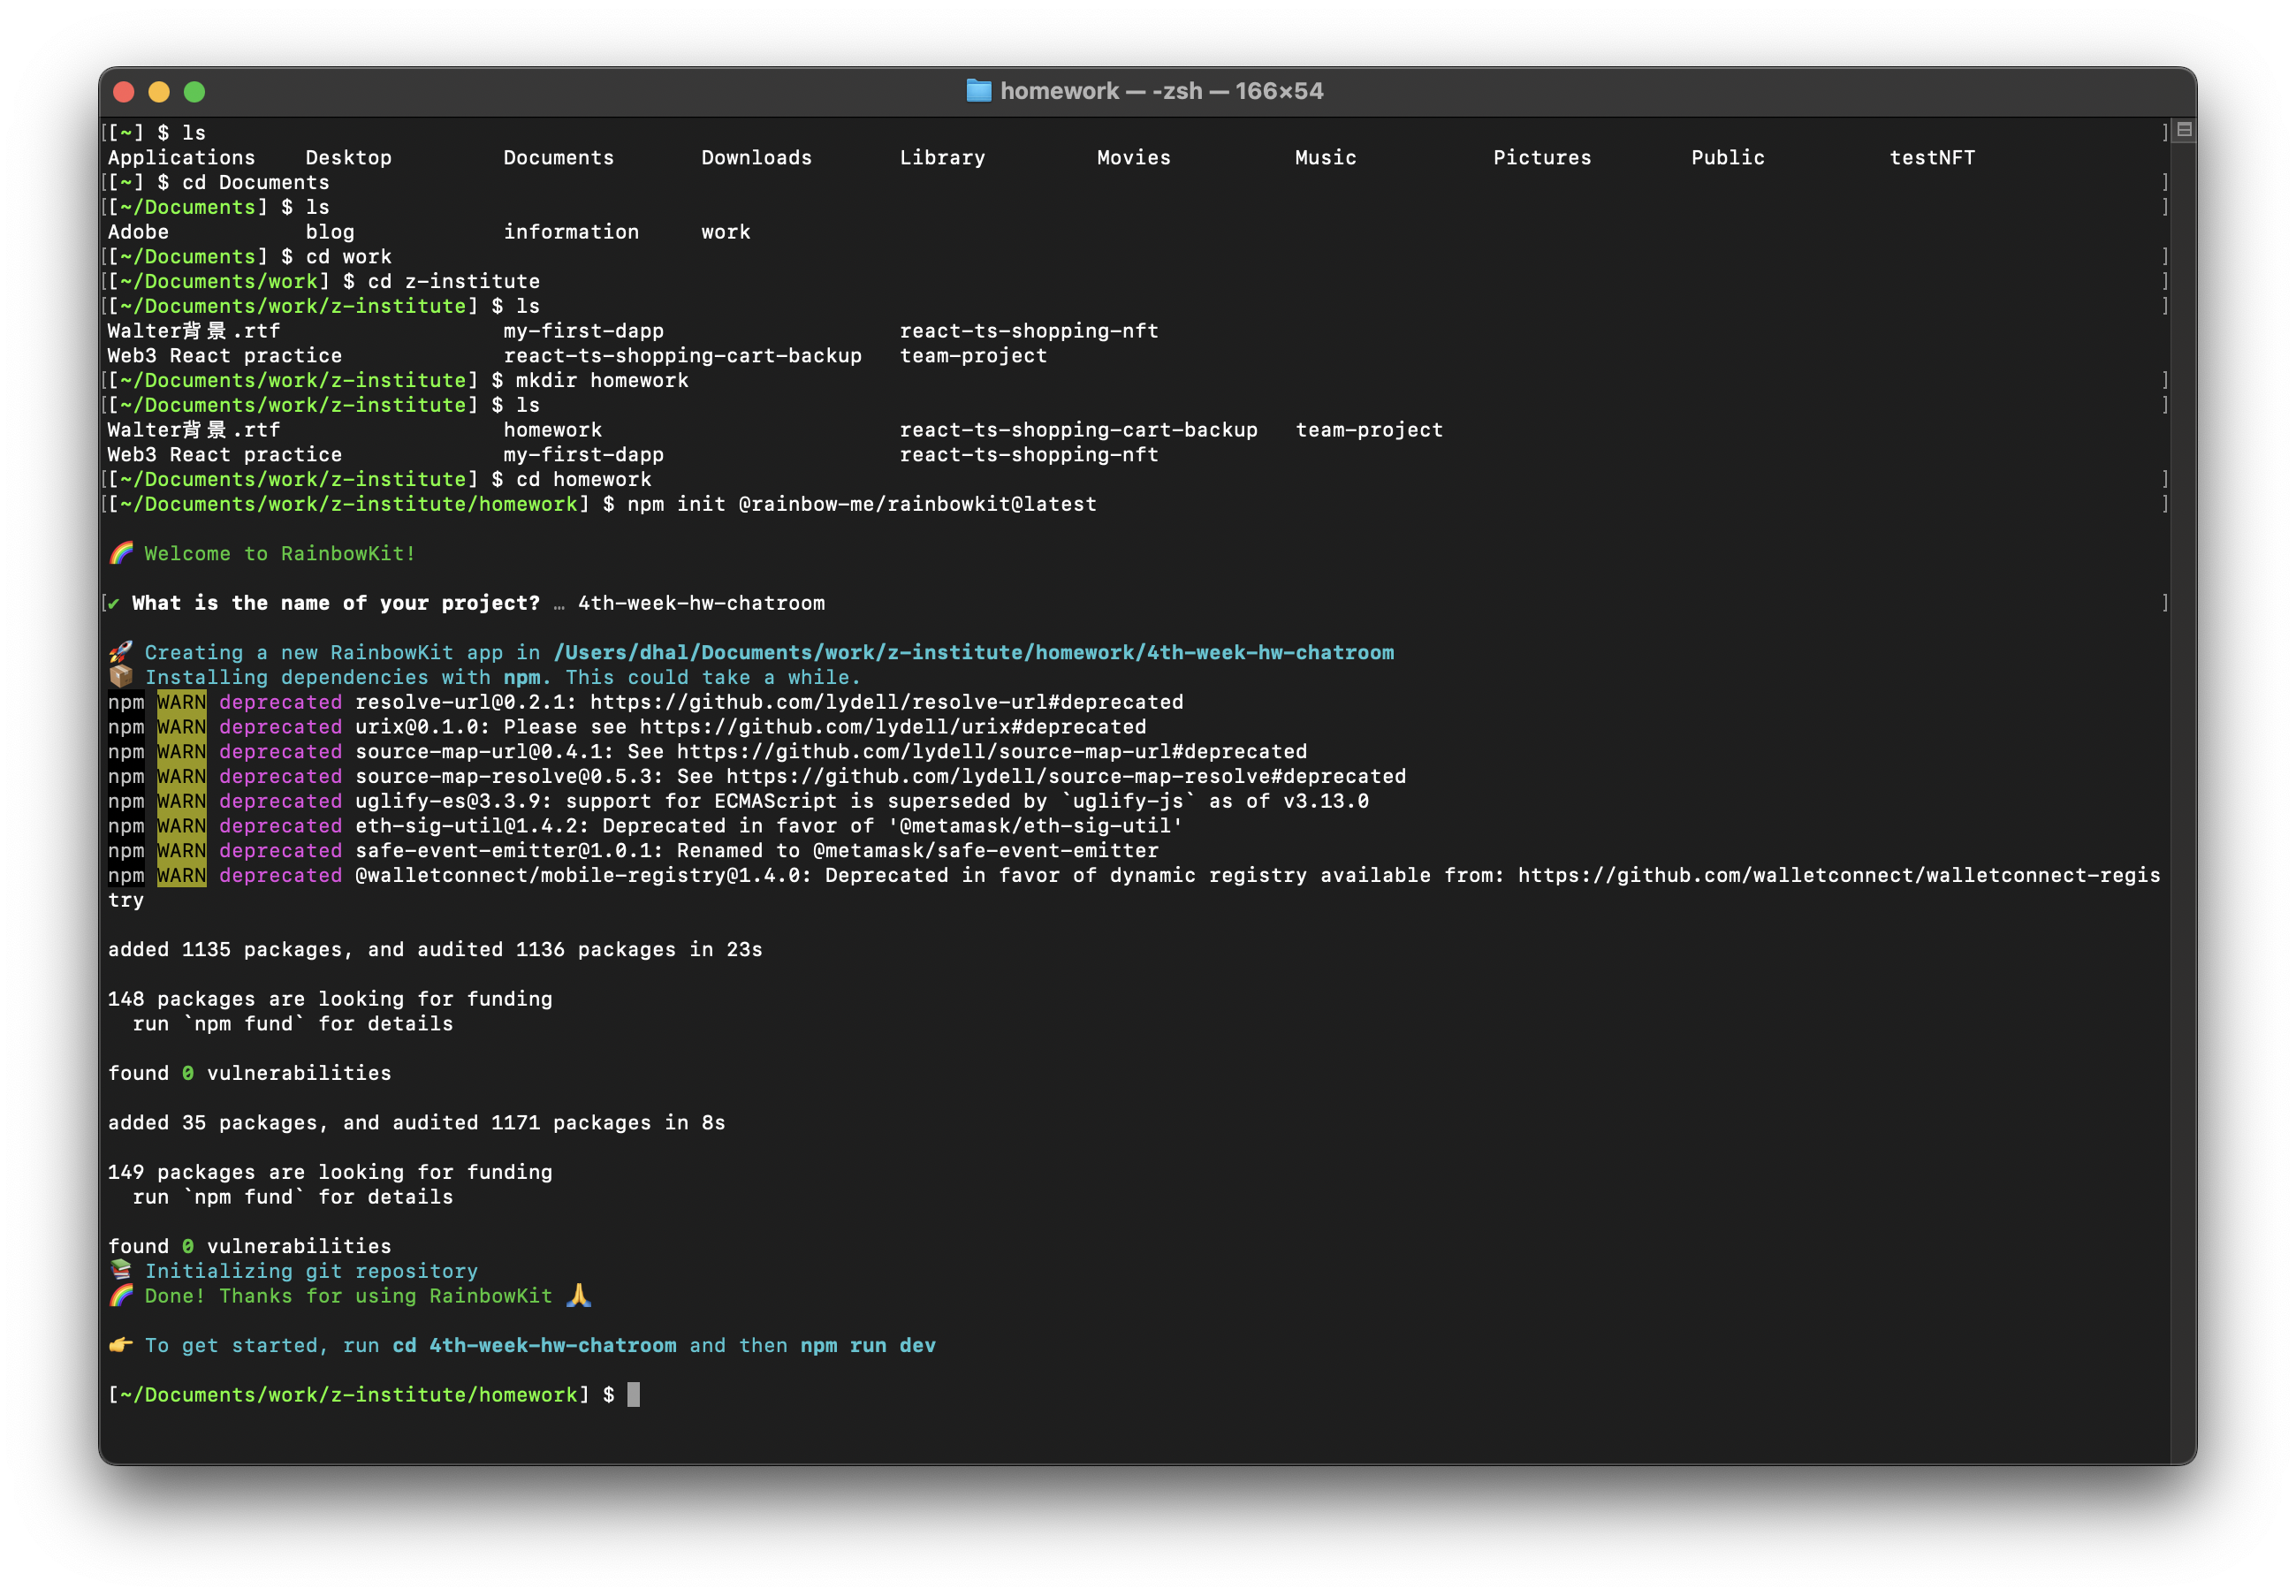 homework — -zsh — 166×54
[[~] $ ls ]
Applications Desktop Documents Downloads Library Movies Music Pictures Public testNFT
[[~] $ cd Documents ]
[[~/Documents] $ ls ]
Adobe blog information work
[[~/Documents] $ cd work ]
[[~/Documents/work] $ cd z-institute ]
[[~/Documents/work/z-institute] $ ls ]
Walter背景.rtf my-first-dapp react-ts-shopping-nft
Web3 React practice react-ts-shopping-cart-backup team-project
[[~/Documents/work/z-institute] $ mkdir homework ]
[[~/Documents/work/z-institute] $ ls ]
Walter背景.rtf homework react-ts-shopping-cart-backup team-project
Web3 React practice my-first-dapp react-ts-shopping-nft
[[~/Documents/work/z-institute] $ cd homework ]
[[~/Documents/work/z-institute/homework] $ npm init @rainbow-me/rainbowkit@latest ]
🌈 Welcome to RainbowKit!
[✔ What is the name of your project? … 4th-week-hw-chatroom ]
🚀 Creating a new RainbowKit app in /Users/dhal/Documents/work/z-institute/homework/4th-week-hw-chatroom
📦 Installing dependencies with npm. This could take a while.
npm WARN deprecated resolve-url@0.2.1: https://github.com/lydell/resolve-url#deprecated
npm WARN deprecated urix@0.1.0: Please see https://github.com/lydell/urix#deprecated
npm WARN deprecated source-map-url@0.4.1: See https://github.com/lydell/source-map-url#deprecated
npm WARN deprecated source-map-resolve@0.5.3: See https://github.com/lydell/source-map-resolve#deprecated
npm WARN deprecated uglify-es@3.3.9: support for ECMAScript is superseded by `uglify-js` as of v3.13.0
npm WARN deprecated eth-sig-util@1.4.2: Deprecated in favor of '@metamask/eth-sig-util'
npm WARN deprecated safe-event-emitter@1.0.1: Renamed to @metamask/safe-event-emitter
npm WARN deprecated @walletconnect/mobile-registry@1.4.0: Deprecated in favor of dynamic registry available from: https://github.com/walletconnect/walletconnect-regis
try
added 1135 packages, and audited 1136 packages in 23s
148 packages are looking for funding
run `npm fund` for details
found 0 vulnerabilities
added 35 packages, and audited 1171 packages in 8s
149 packages are looking for funding
run `npm fund` for details
found 0 vulnerabilities
📚 Initializing git repository
🌈 Done! Thanks for using RainbowKit 🙏
👉 To get started, run cd 4th-week-hw-chatroom and then npm run dev
[~/Documents/work/z-institute/homework] $